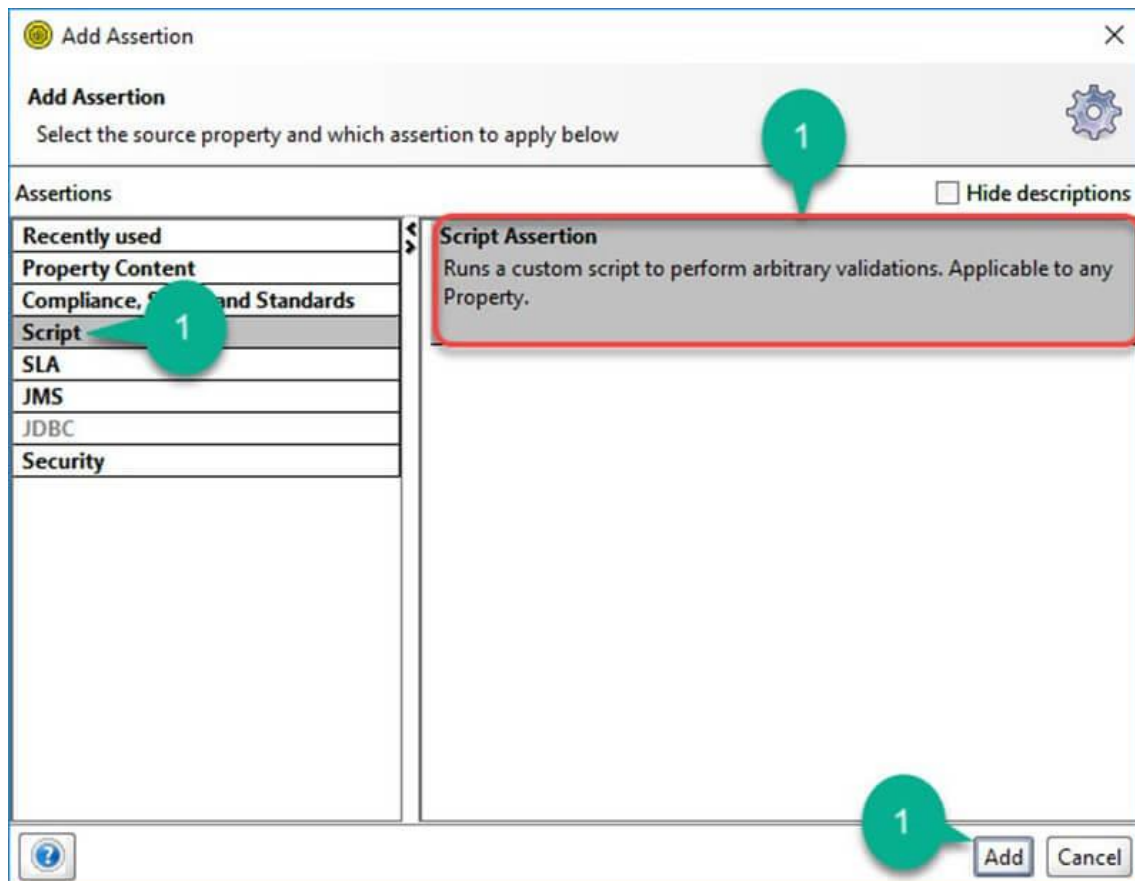 Add Assertion
Add Assertion
Select the source property and which assertion to apply below
1
Assertions
Hide descriptions
Recently used
Property Content
Compliance, and Standards
Script
1
SLA
JMS
JDBC
Security
Script Assertion
Runs a custom script to perform arbitrary validations. Applicable to any
Property.
1
Add
Cancel